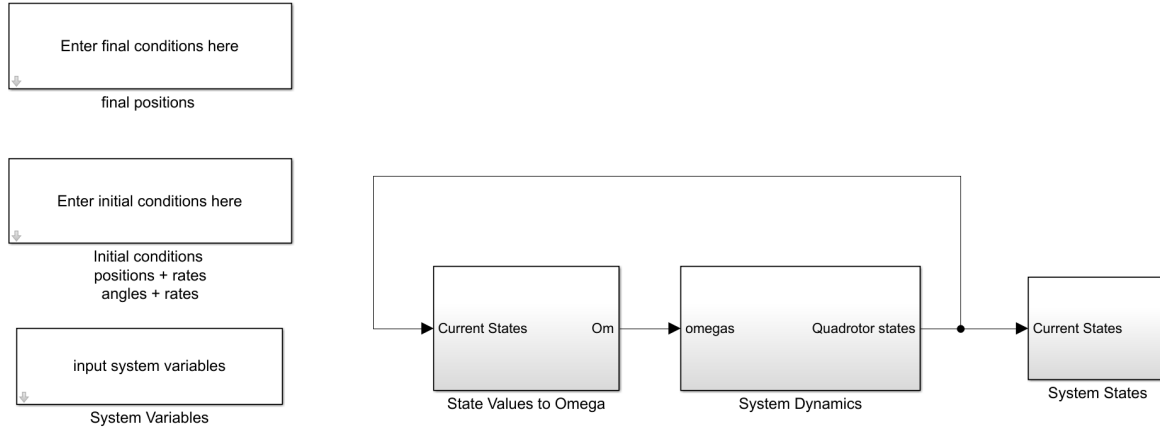 Enter final conditions here
final positions
Enter initial conditions here
Initial conditions
positions + rates
angles + rates
input system variables
System Variables
Current States
Om
State Values to Omega
omegas
Quadrotor states
System Dynamics
Current States
System States